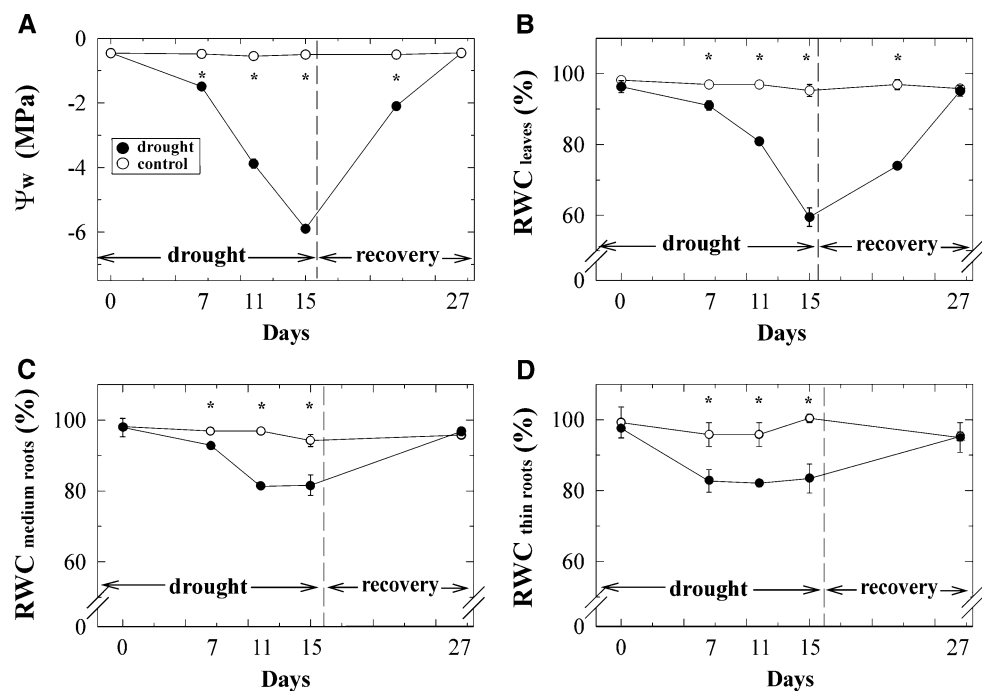 A
Ψw (MPa)
0
-2
-4
-6
drought
control
* * * *
drought recovery
0 7 11 15 27
Days
B
RWC leaves (%)
100
80
60
0
* * * *
drought recovery
0 7 11 15 27
Days
C
RWC medium roots (%)
100
80
60
0
* * *
drought recovery
0 7 11 15 27
Days
D
RWC thin roots (%)
100
80
60
0
* * *
drought recovery
0 7 11 15 27
Days